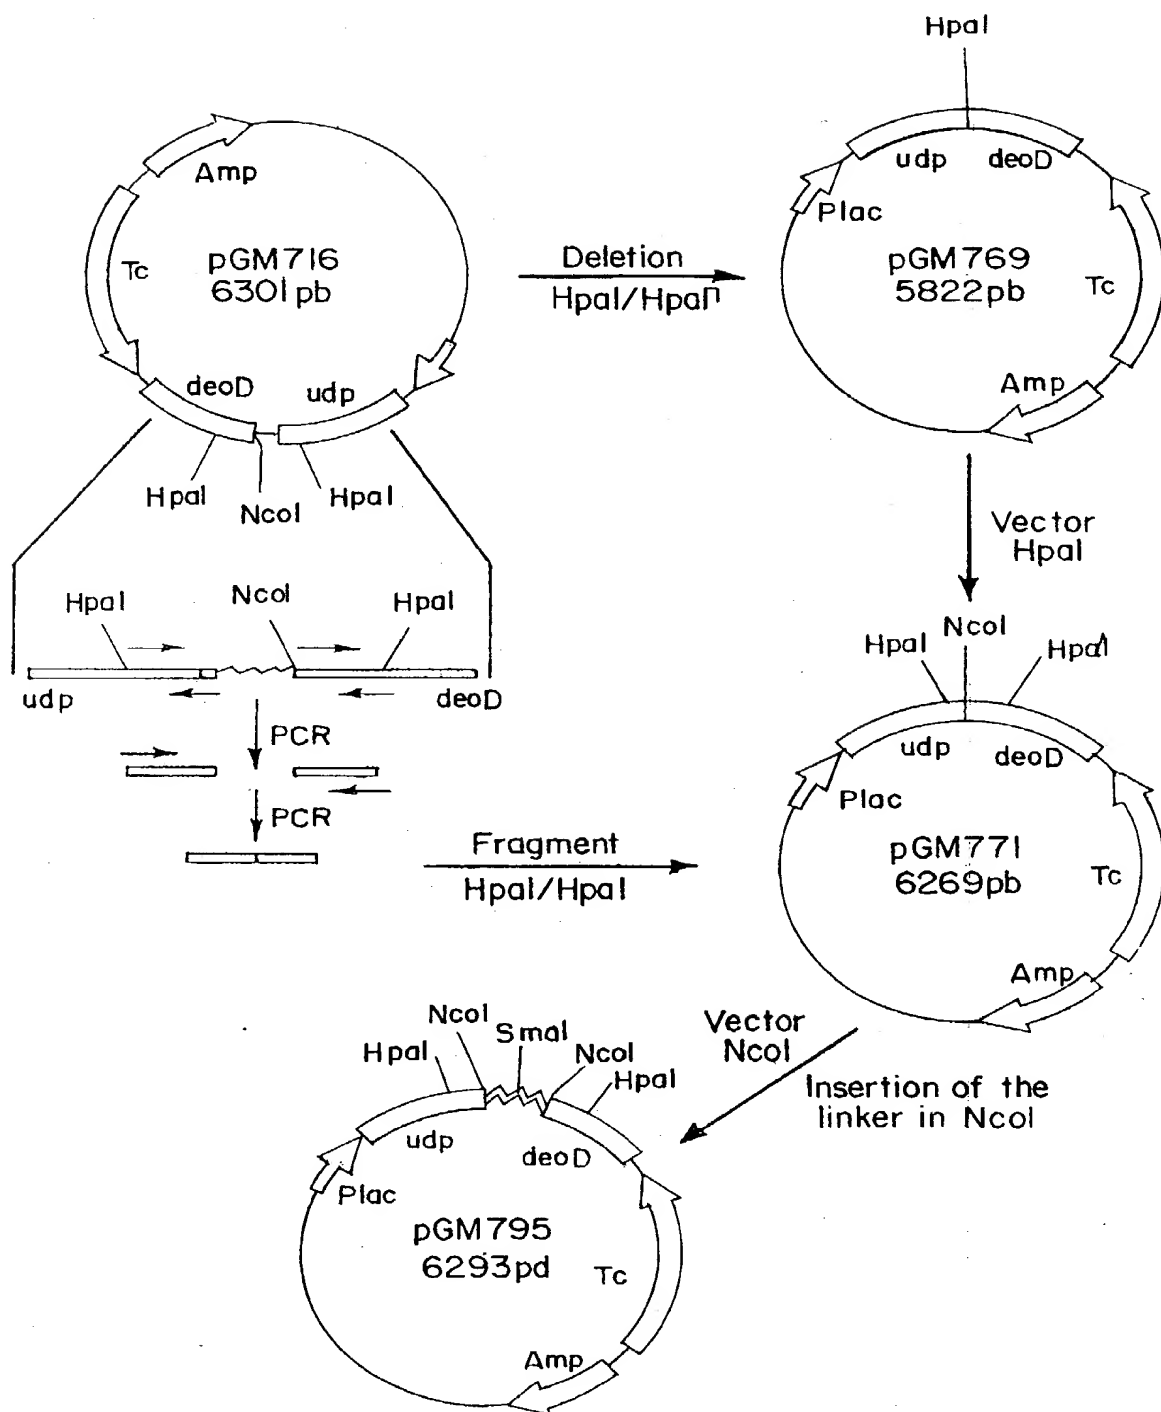 HpaI
Amp
Tc
pGM716
6301pb
deoD
udp
HpaI
NcoI
HpaI
Deletion
HpaI/HpaI
udp
deoD
Plac
pGM769
5822pb
Tc
Amp
Vector
HpaI
HpaI
NcoI
HpaI
udp
deoD
PCR
PCR
Fragment
HpaI/HpaI
HpaI
NcoI
HpaI
udp
deoD
Plac
pGM771
6269pb
Tc
Amp
Vector
NcoI
Insertion of the
linker in NcoI
NcoI
SmaI
NcoI
HpaI
HpaI
udp
deoD
Plac
pGM795
6293pd
Tc
Amp